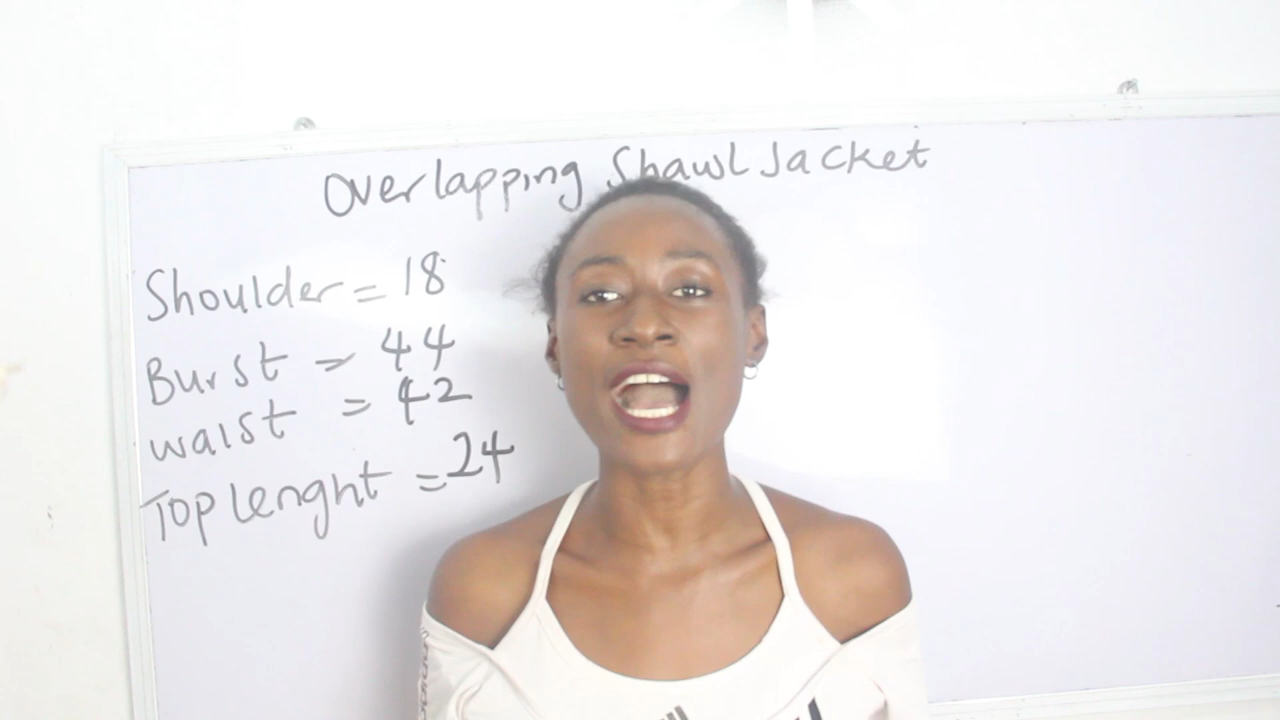 Overlapping Shawl Jacket
Shoulder = 18
Burst = 44
waist = 42
Top lenght = 24